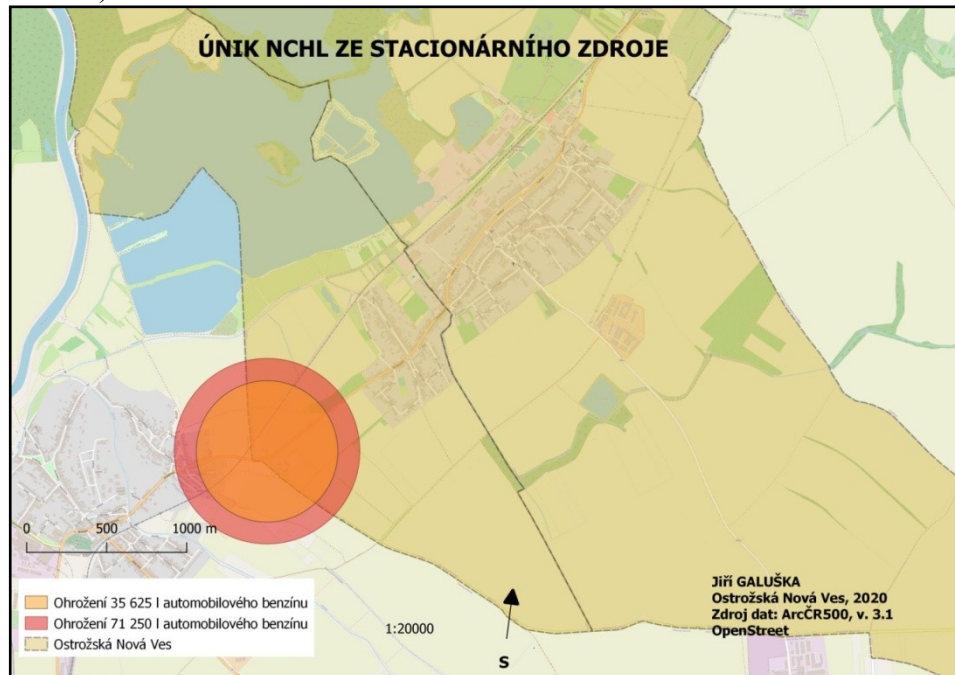 ÚNIK NCHL ZE STACIONÁRNÍHO ZDROJE
0 500 1000 m
Ohrožení 35 625 l automobilového benzínu
Ohrožení 71 250 l automobilového benzínu
Ostrožská Nová Ves
1:20000
S
Jiří GALUŠKA
Ostrožská Nová Ves, 2020
Zdroj dat: ArcČR500, v. 3.1
OpenStreet